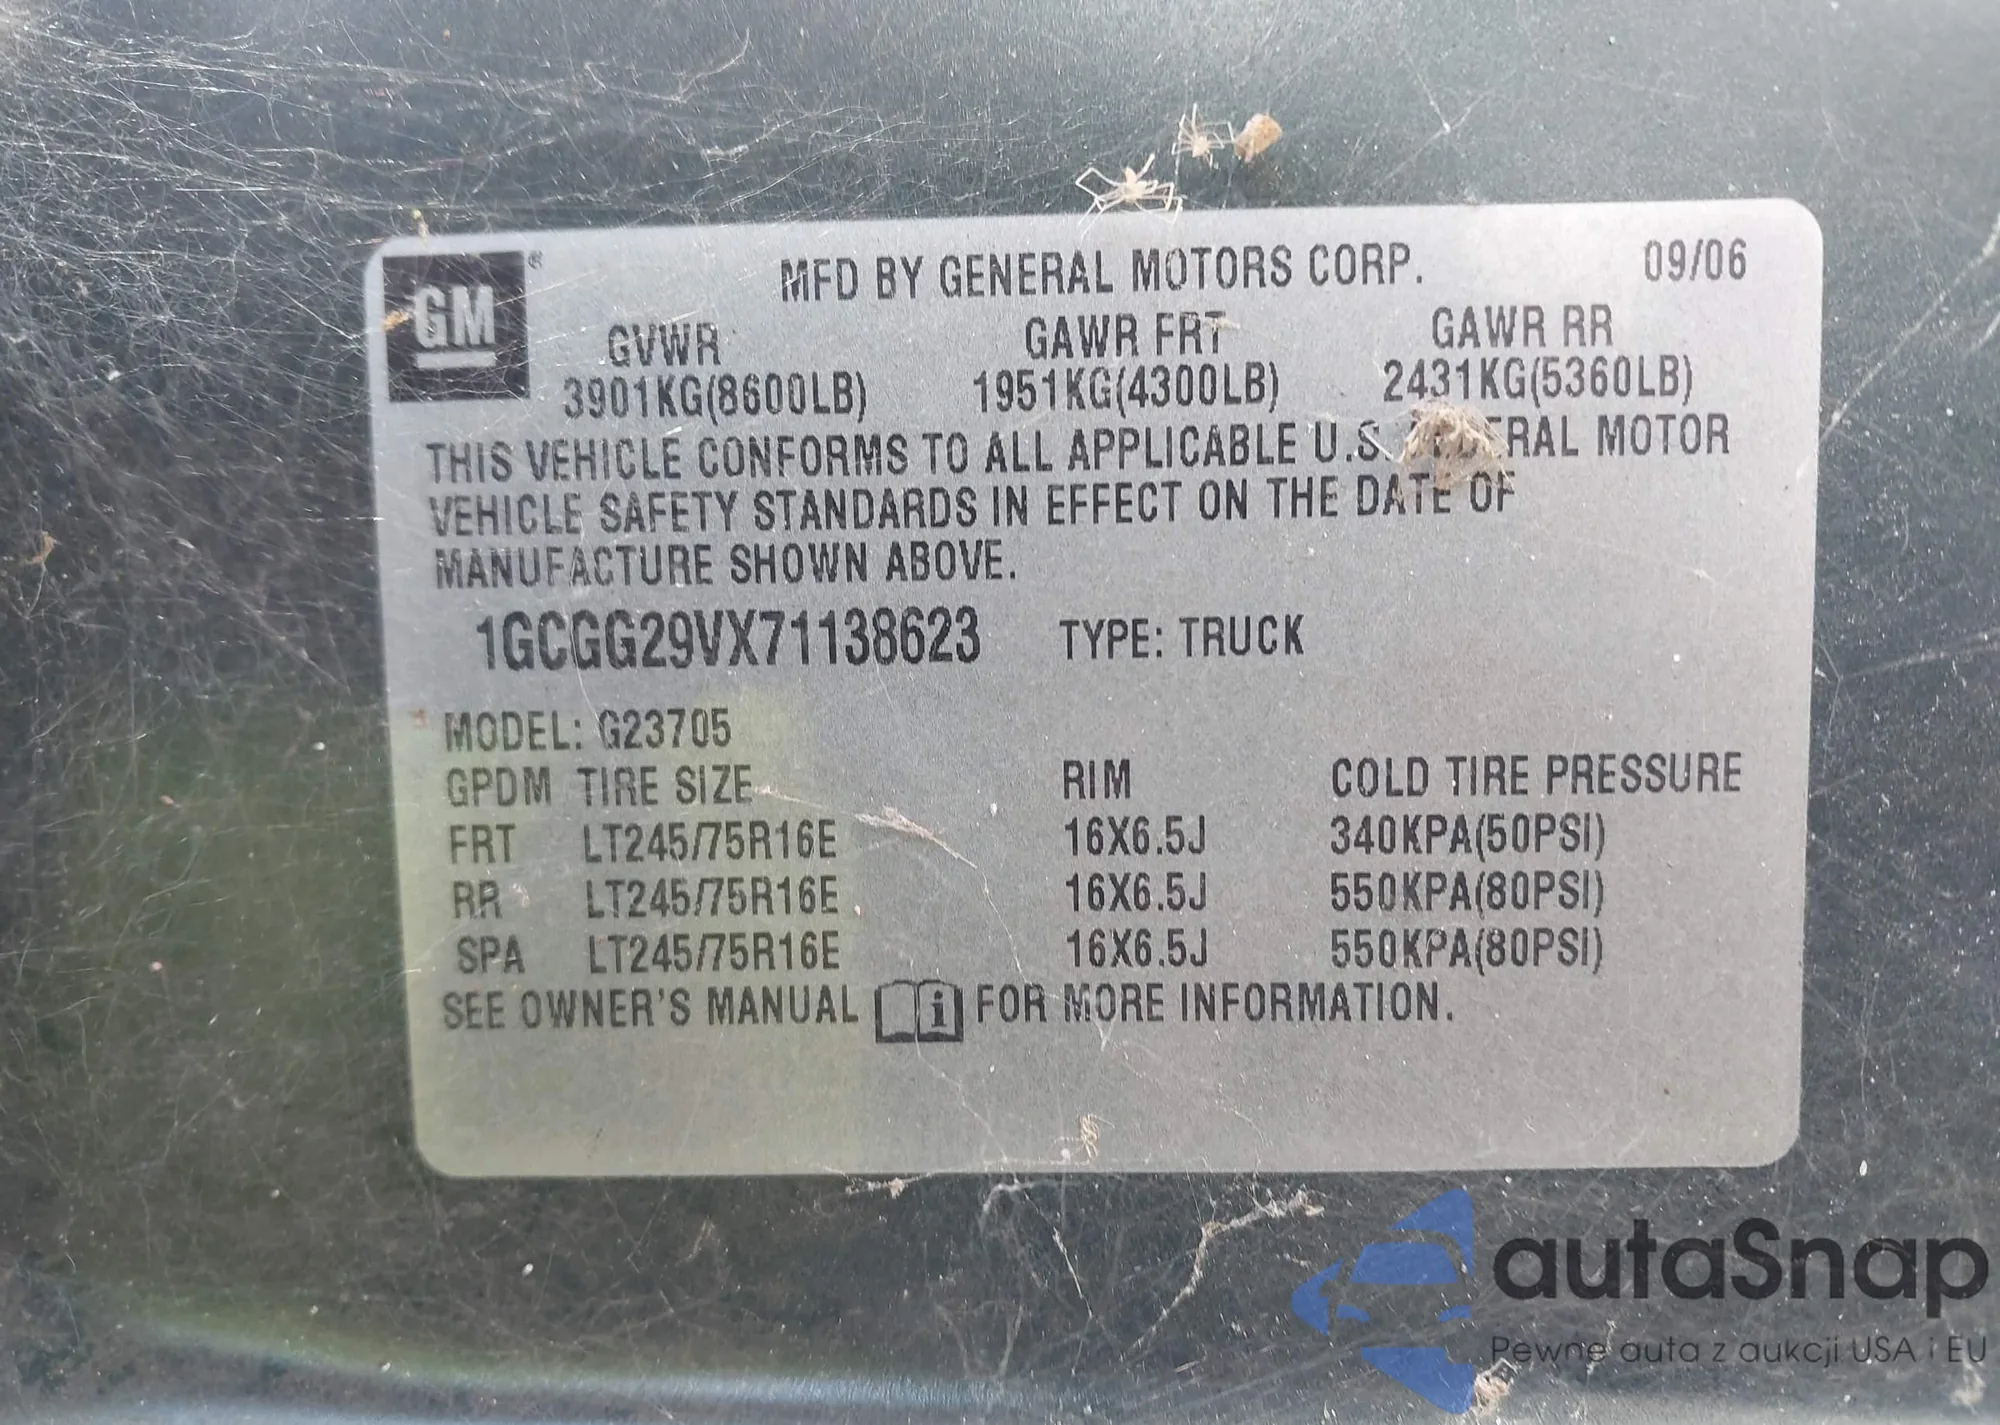 GM ®
MFD BY GENERAL MOTORS CORP. 09/06
GVWR GAWR FRT GAWR RR
3901KG(8600LB) 1951KG(4300LB) 2431KG(5360LB)
THIS VEHICLE CONFORMS TO ALL APPLICABLE U.S. MOTOR
VEHICLE SAFETY STANDARDS IN EFFECT ON THE DATE OF
MANUFACTURE SHOWN ABOVE.
1GCGG29VX71138623 TYPE: TRUCK
MODEL: G23705
GPDM TIRE SIZE RIM COLD TIRE PRESSURE
FRT LT245/75R16E 16X6.5J 340KPA(50PSI)
RR LT245/75R16E 16X6.5J 550KPA(80PSI)
SPA LT245/75R16E 16X6.5J 550KPA(80PSI)
SEE OWNER'S MANUAL i FOR MORE INFORMATION.
autaSnap
Pewne auta z aukcji USA i EU